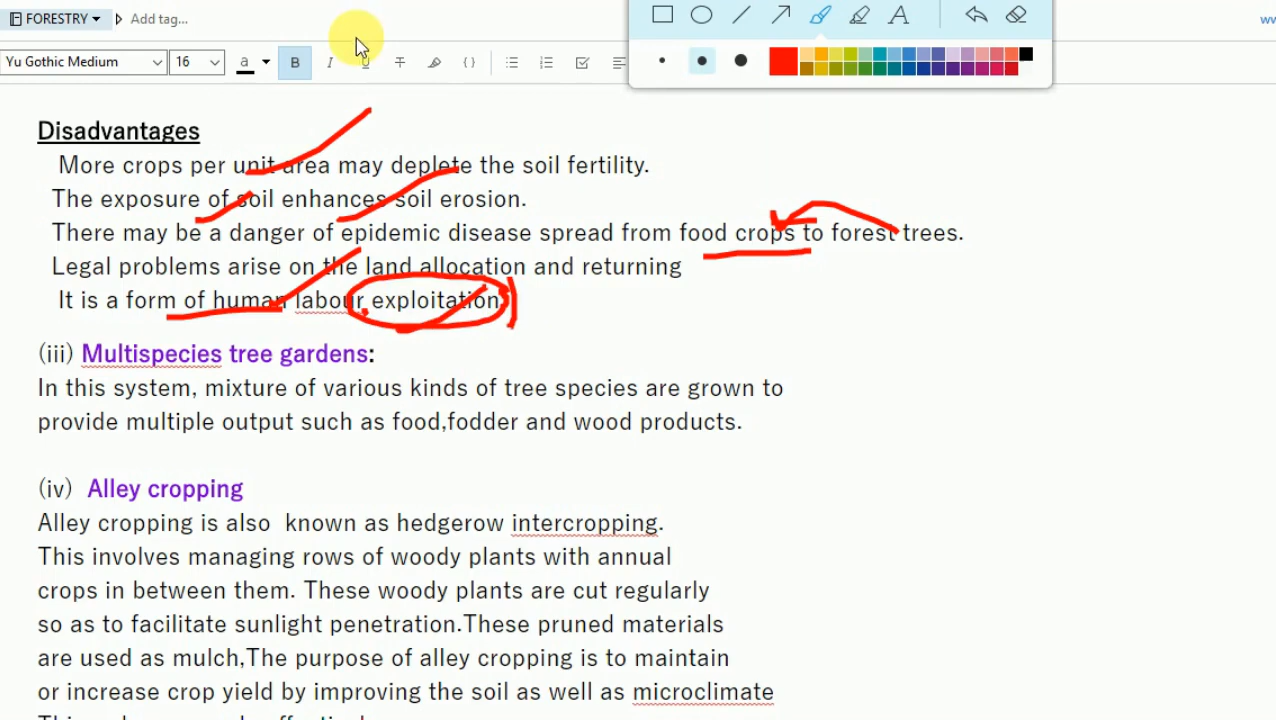 FORESTRY Add tag... ww
Yu Gothic Medium 16 a B I U T A
Disadvantages
More crops per unit area may deplete the soil fertility.
The exposure of soil enhances soil erosion.
There may be a danger of epidemic disease spread from food crops to forest trees.
Legal problems arise on the land allocation and returning
It is a form of human labour exploitation
(iii) Multispecies tree gardens:
In this system, mixture of various kinds of tree species are grown to
provide multiple output such as food,fodder and wood products.
(iv) Alley cropping
Alley cropping is also known as hedgerow intercropping.
This involves managing rows of woody plants with annual
crops in between them. These woody plants are cut regularly
so as to facilitate sunlight penetration.These pruned materials
are used as mulch,The purpose of alley cropping is to maintain
or increase crop yield by improving the soil as well as microclimate